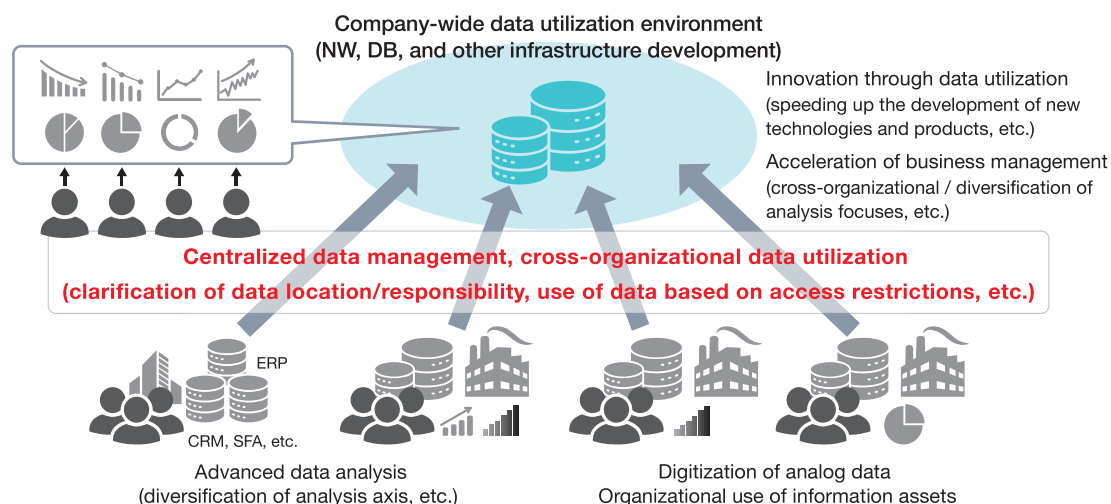 Company-wide data utilization environment
(NW, DB, and other infrastructure development)
Innovation through data utilization
(speeding up the development of new
technologies and products, etc.)
Acceleration of business management
(cross-organizational / diversification of
analysis focuses, etc.)
Centralized data management, cross-organizational data utilization
(clarification of data location/responsibility, use of data based on access restrictions, etc.)
ERP
CRM, SFA, etc.
Advanced data analysis
(diversification of analysis axis, etc.)
Digitization of analog data
Organizational use of information assets